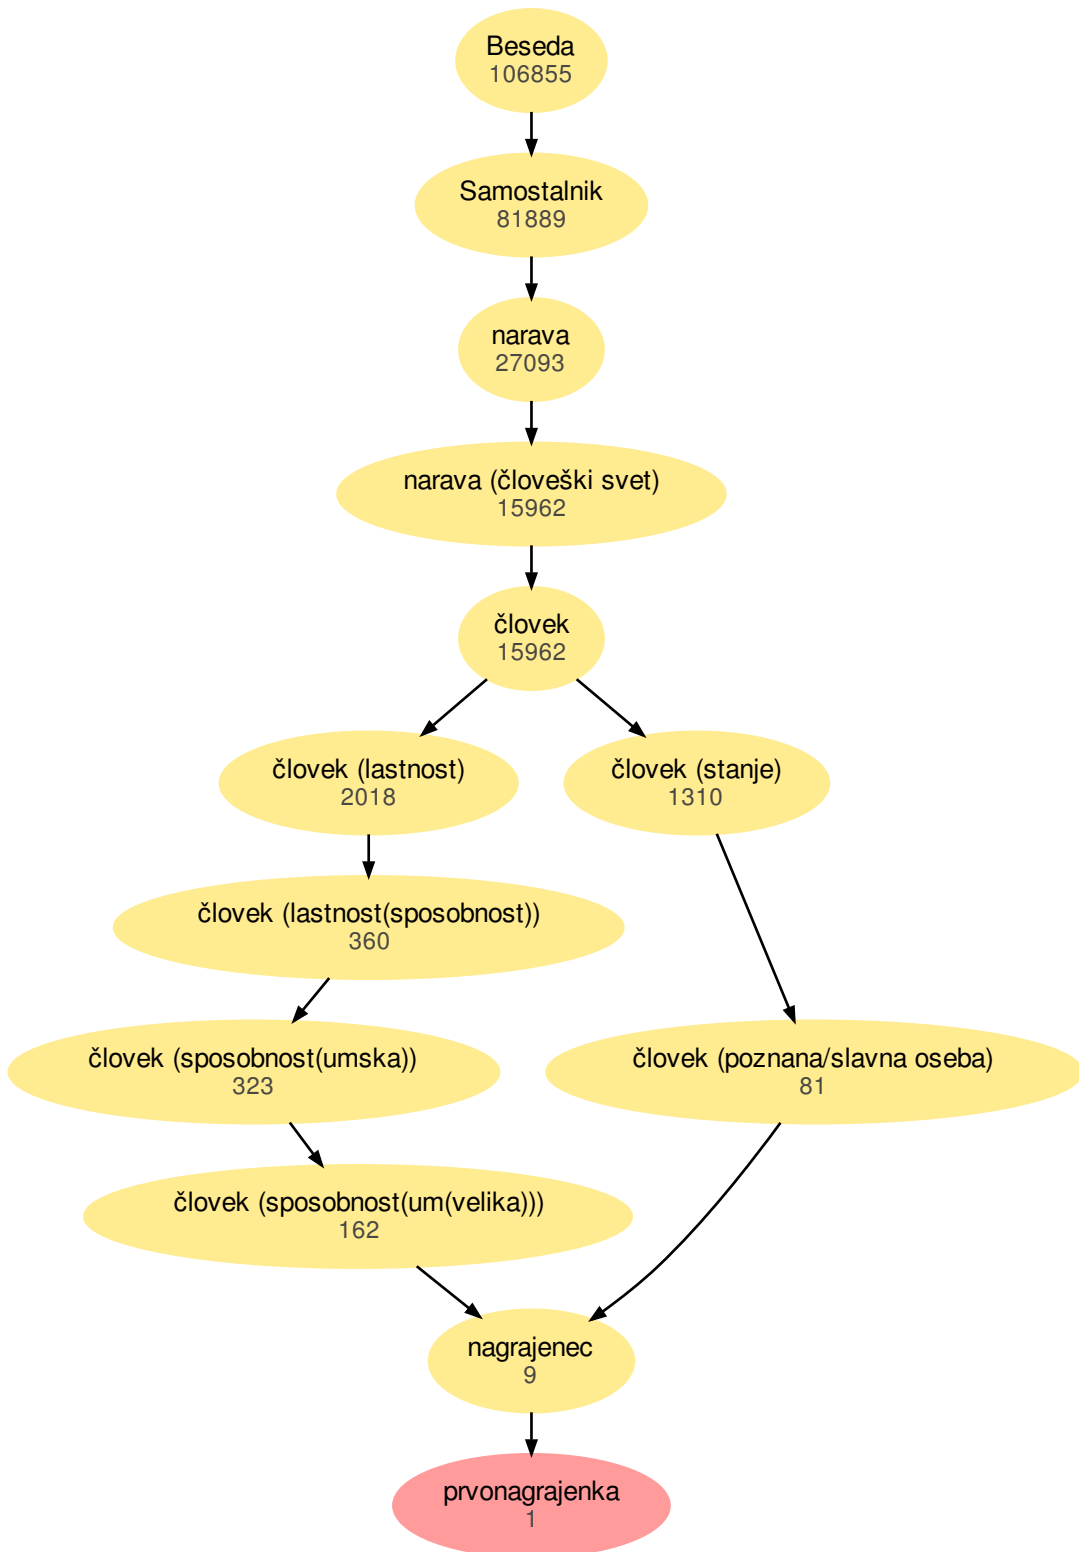 Beseda
106855
Samostalnik
81889
narava
27093
narava (človeški svet)
15962
človek
15962
človek (lastnost)
2018
človek (stanje)
1310
človek (lastnost(sposobnost))
360
človek (sposobnost(umska))
323
človek (poznana/slavna oseba)
81
človek (sposobnost(um(velika)))
162
nagrajenec
9
prvonagrajenka
1